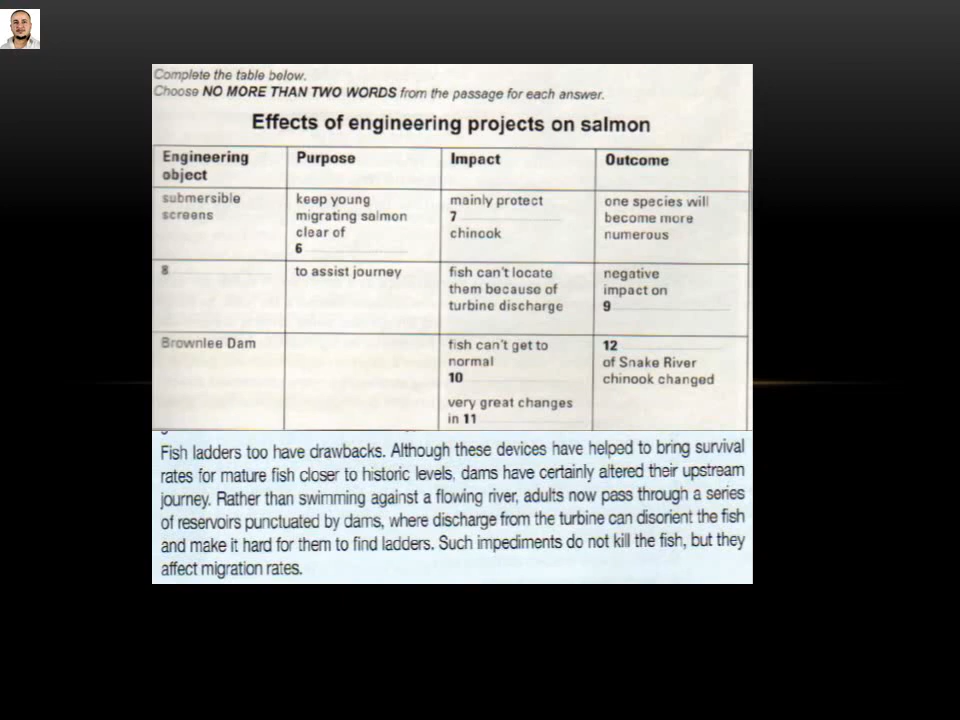 Complete the table below.
Choose NO MORE THAN TWO WORDS from the passage for each answer.
Effects of engineering projects on salmon
Engineering object
Purpose
Impact
Outcome
submersible screens
keep young
migrating salmon
clear of
6
mainly protect
7
chinook
one species will
become more
numerous
8
to assist journey
fish can't locate
them because of
turbine discharge
negative
impact on
9
Brownlee Dam
fish can't get to
normal
10
very great changes
in 11
12
of Snake River
chinook changed
Fish ladders too have drawbacks. Although these devices have helped to bring survival
rates for mature fish closer to historic levels, dams have certainly altered their upstream
journey. Rather than swimming against a flowing river, adults now pass through a series
of reservoirs punctuated by dams, where discharge from the turbine can disorient the fish
and make it hard for them to find ladders. Such impediments do not kill the fish, but they
affect migration rates.